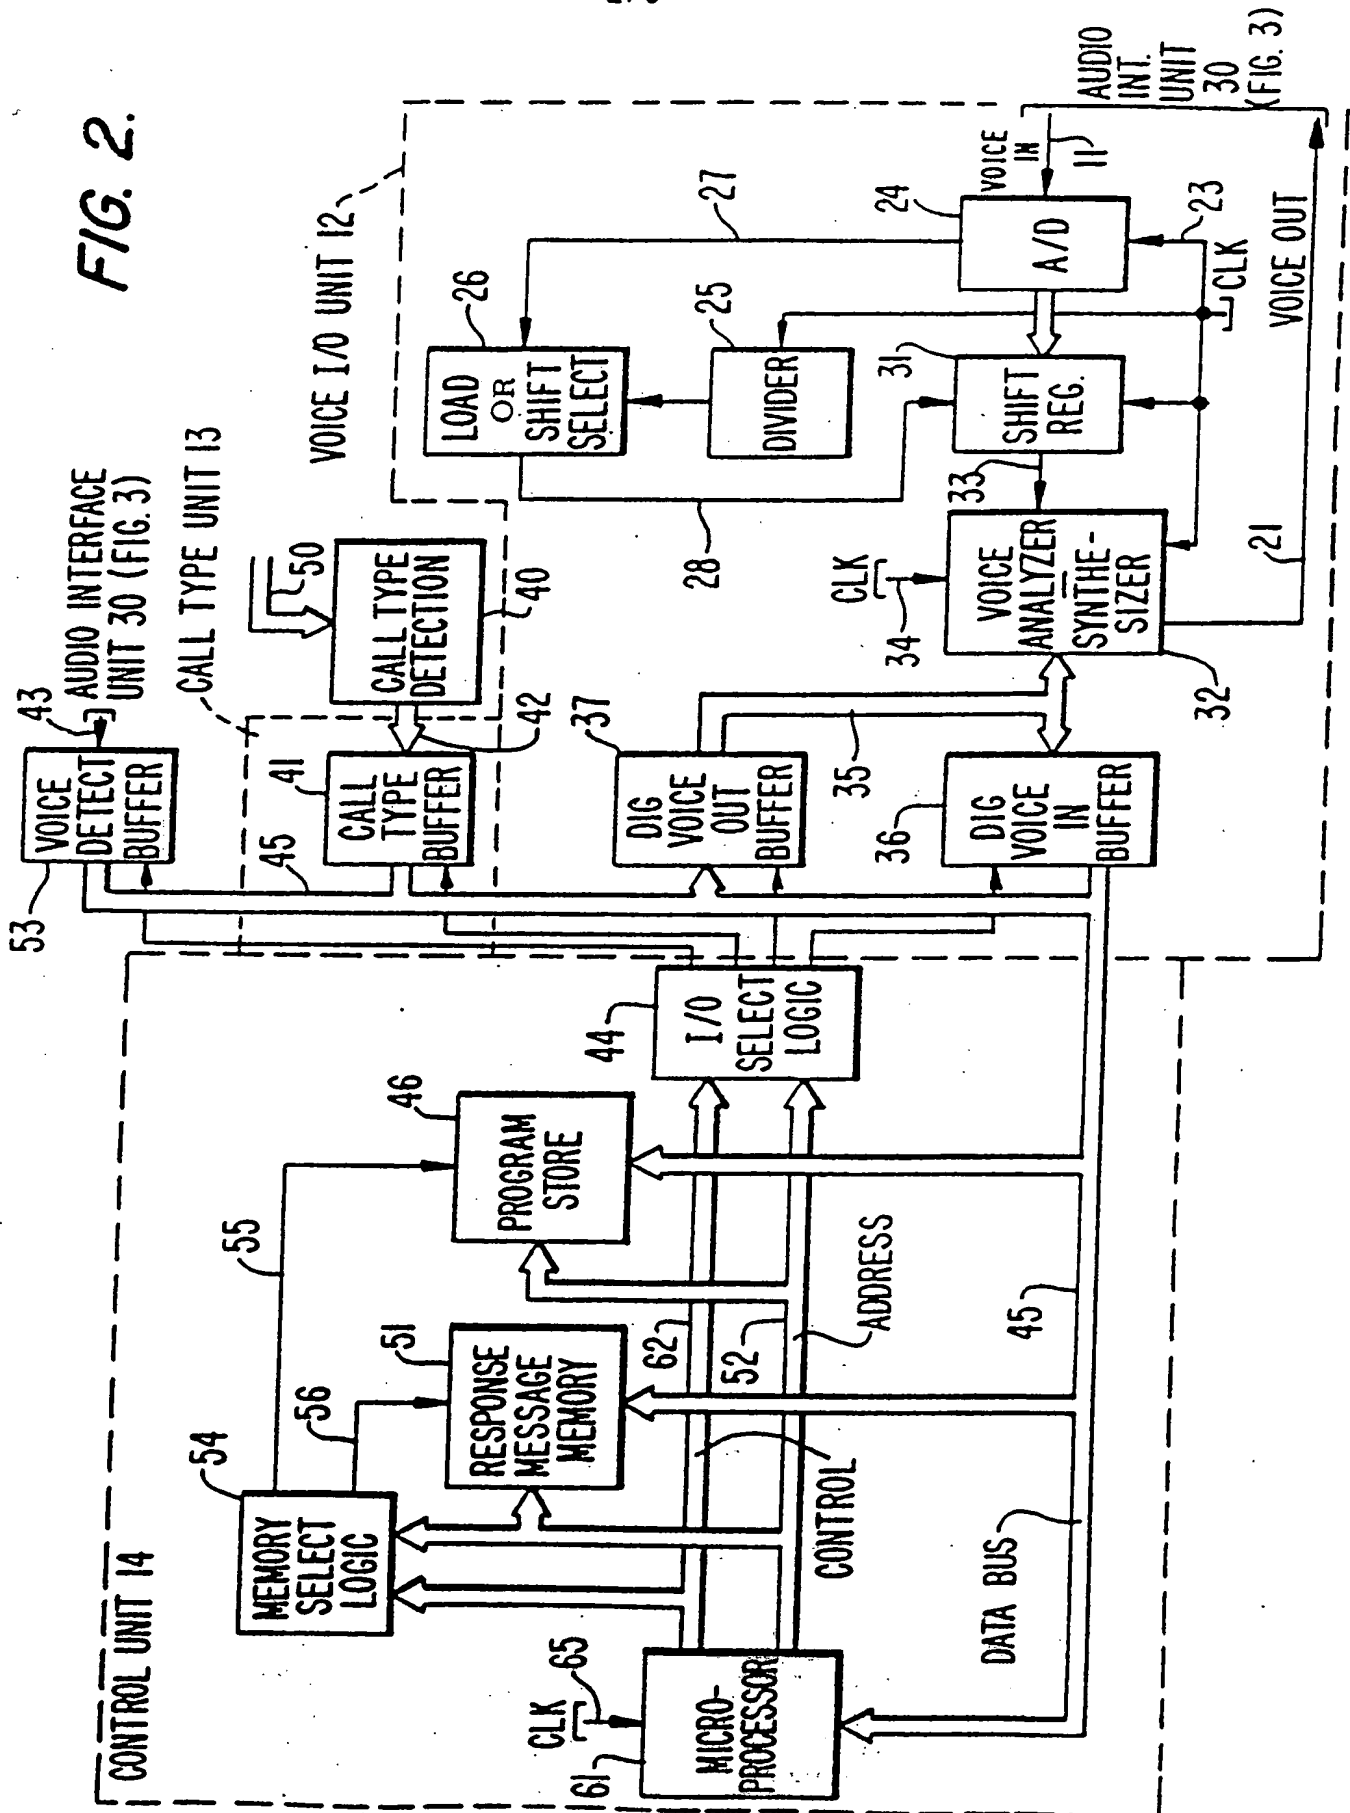 FIG. 2.
CONTROL UNIT 14
MEMORY
SELECT
LOGIC
54
55
56
RESPONSE
MESSAGE
MEMORY
51
PROGRAM
STORE
46
CLK
65
MICRO-
PROCESSOR
61
62
52
CONTROL
ADDRESS
DATA BUS
45
I/O
SELECT
LOGIC
44
VOICE
DETECT
BUFFER
53
43
AUDIO INTERFACE
UNIT 30 (FIG. 3)
CALL TYPE UNIT 13
45
CALL
TYPE
BUFFER
41
42
CALL TYPE
DETECTION
40
50
VOICE I/O UNIT 12
DIG
VOICE
OUT
BUFFER
37
35
DIG
VOICE
IN
BUFFER
36
LOAD
OR
SHIFT
SELECT
26
27
28
DIVIDER
25
CLK
34
VOICE
ANALYZER
SYNTHE-
SIZER
32
33
SHIFT
REG.
31
A/D
24
VOICE
IN
11
23
CLK
21
VOICE OUT
AUDIO
INT.
UNIT
30
(FIG. 3)